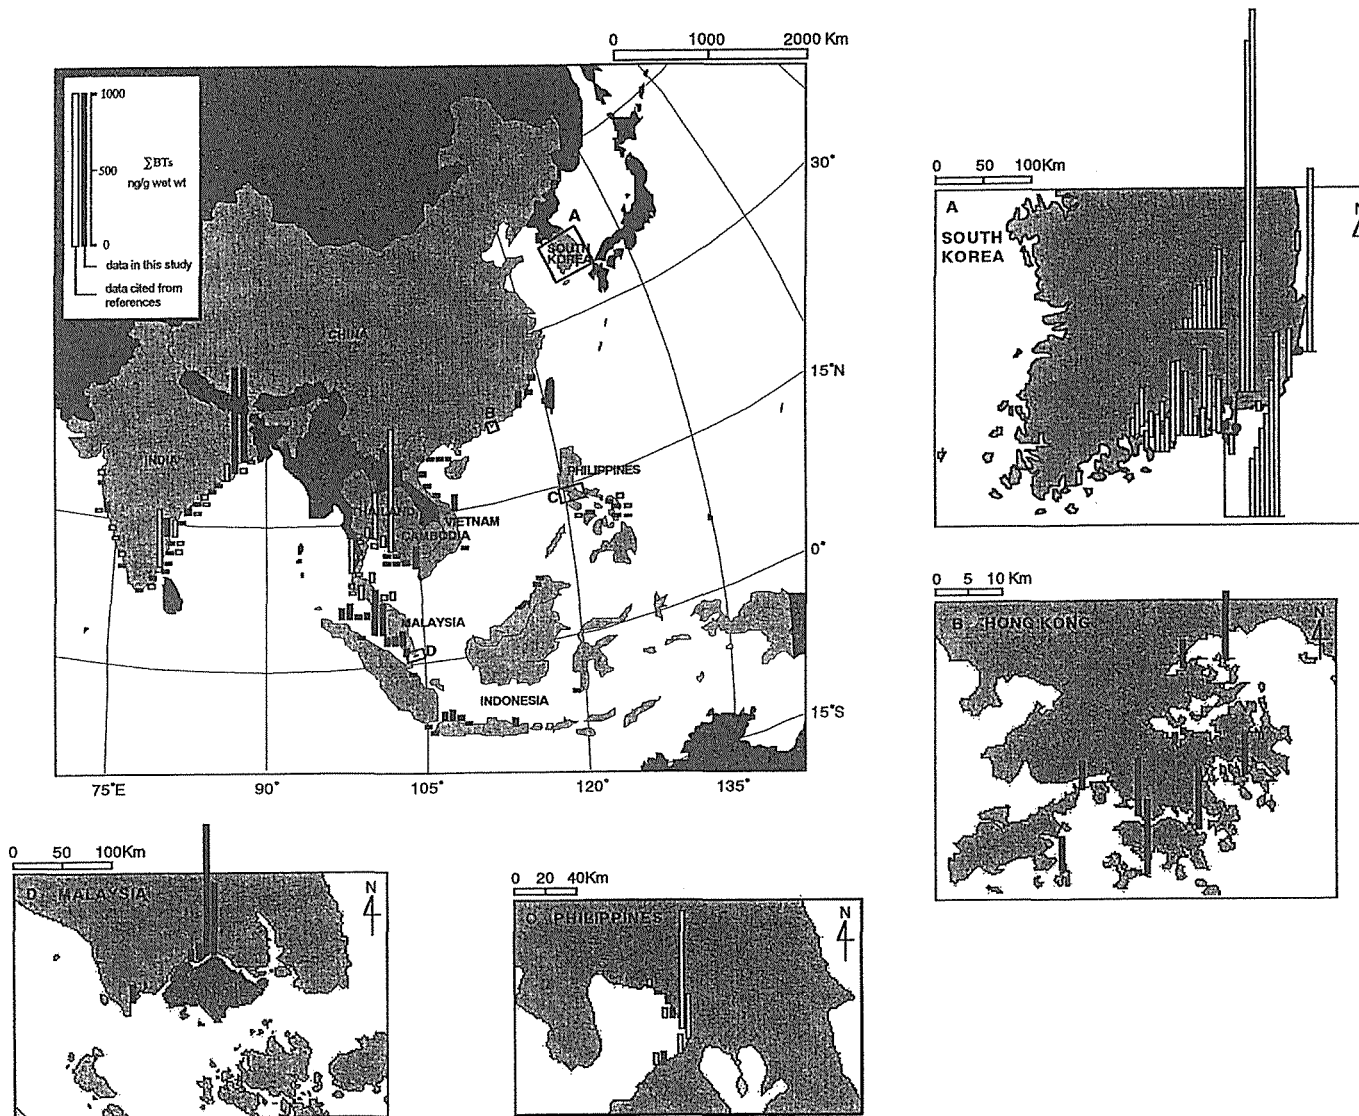 0 1000 2000 Km
1000
500
0
∑BTs
ng/g wet wt
data in this study
data cited from
references
30°
15°N
0°
15°S
75°E 90° 105° 120° 135°
A
SOUTH
KOREA
CHINA
B
INDIA
PHILIPPINES
C
THAILAND
VIETNAM
CAMBODIA
MALAYSIA
D
INDONESIA
0 50 100Km
A
SOUTH
KOREA
N
0 5 10 Km
B HONG KONG
N
0 20 40Km
C PHILIPPINES
N
0 50 100Km
D MALAYSIA
N